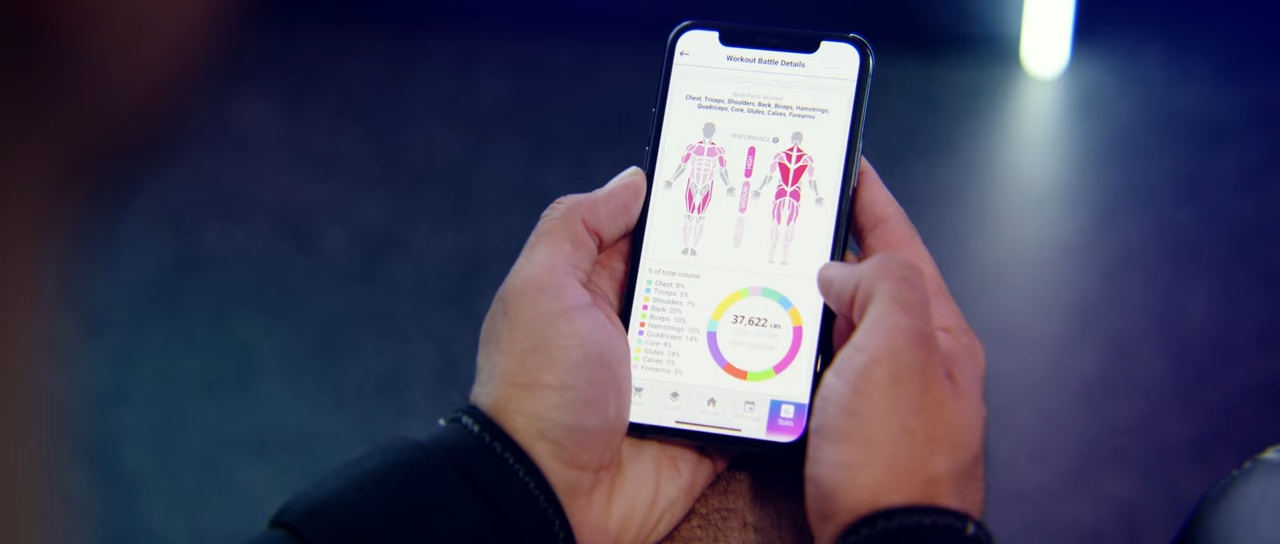 Workout Battle Details
Body Parts Worked
Chest, Triceps, Shoulders, Back, Biceps, Hamstrings,
Quadriceps, Core, Glutes, Calves, Forearms
PERFORMANCE ?
HIGH
MEDIUM
% of total volume
Chest: 8%
Triceps: 5%
Shoulders: 7%
Back: 20%
Biceps: 10%
Hamstrings: 10%
Quadriceps: 14%
Core: 4%
Glutes: 14%
Calves: 3%
Forearms: 5%
37,622 LBS
Stats